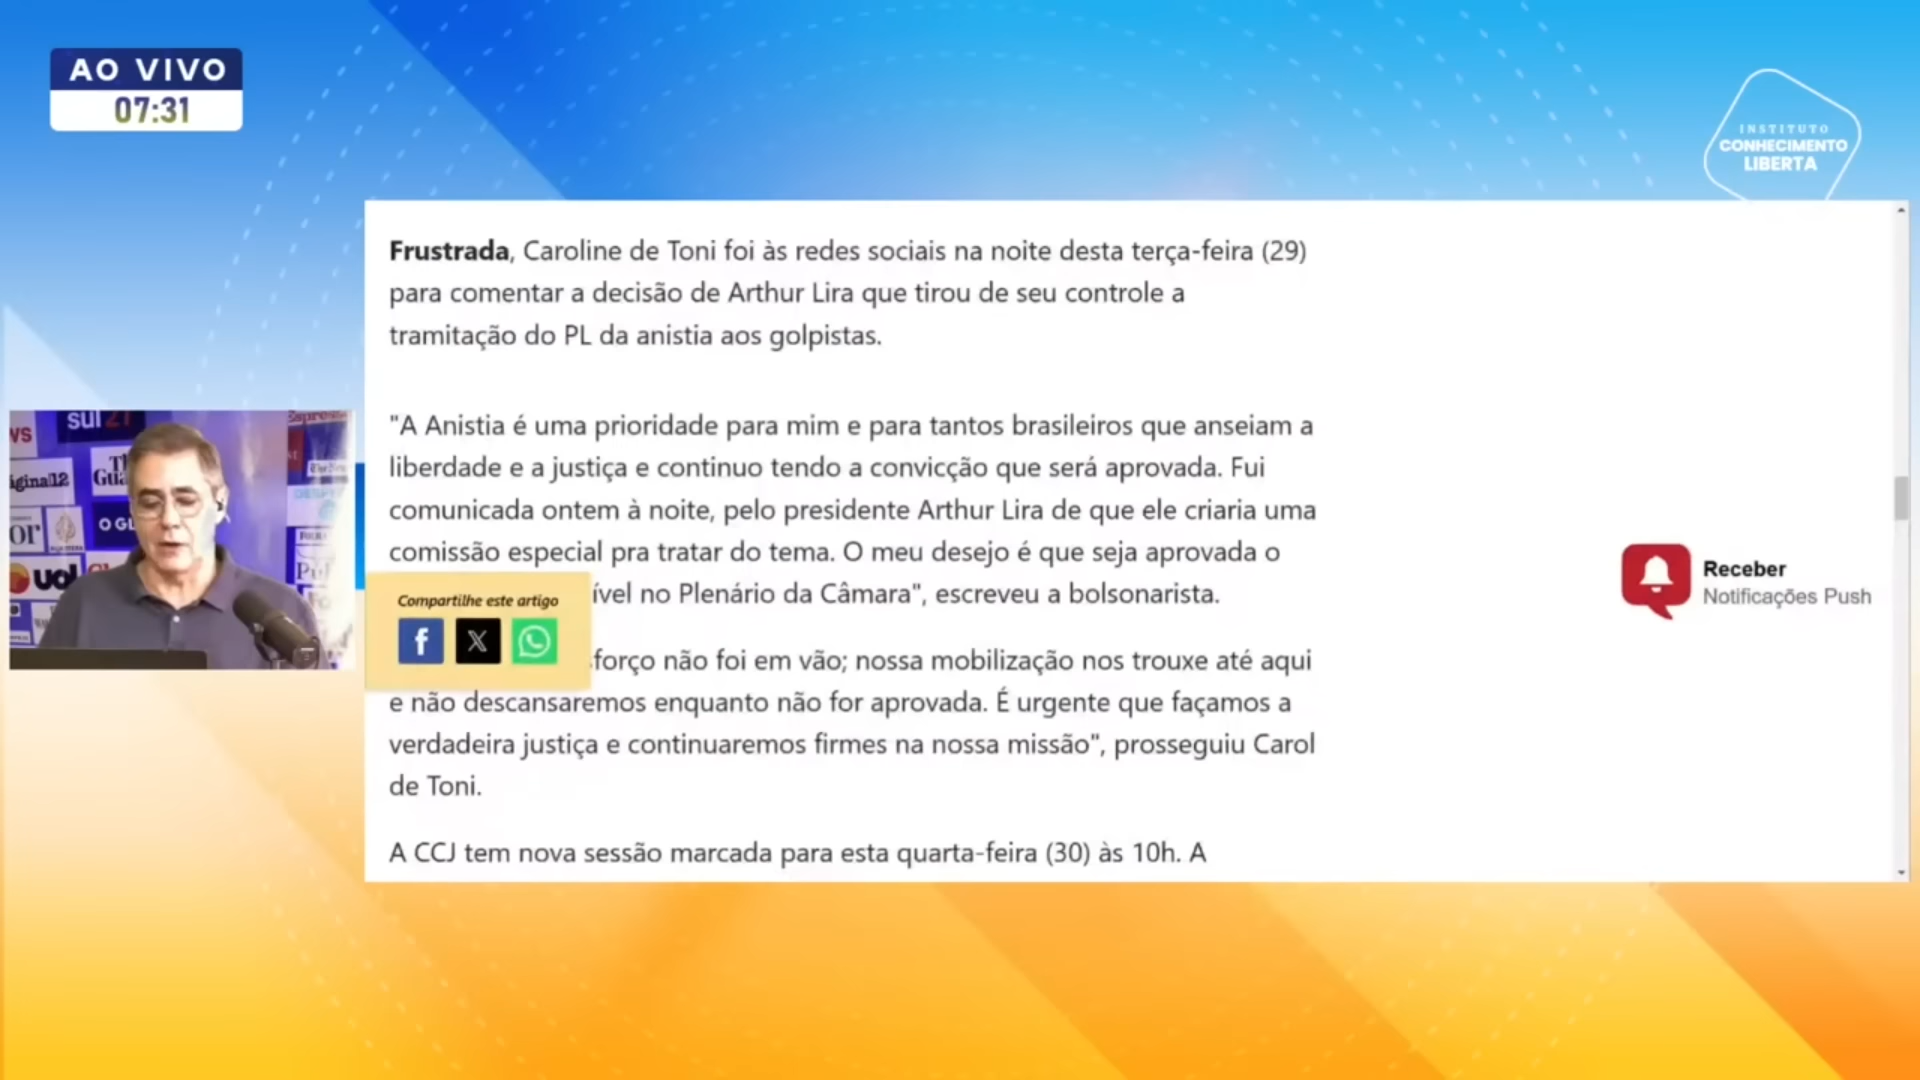 AO VIVO
07:31
INSTITUTO
CONHECIMENTO
LIBERTA
Frustrada, Caroline de Toni foi às redes sociais na noite desta terça-feira (29)
para comentar a decisão de Arthur Lira que tirou de seu controle a
tramitação do PL da anistia aos golpistas.
"A Anistia é uma prioridade para mim e para tantos brasileiros que anseiam a
liberdade e a justiça e continuo tendo a convicção que será aprovada. Fui
comunicada ontem à noite, pelo presidente Arthur Lira de que ele criaria uma
comissão especial pra tratar do tema. O meu desejo é que seja aprovada o
ível no Plenário da Câmara", escreveu a bolsonarista.
Compartilhe este artigo
forço não foi em vão; nossa mobilização nos trouxe até aqui
e não descansaremos enquanto não for aprovada. É urgente que façamos a
verdadeira justiça e continuaremos firmes na nossa missão", prosseguiu Carol
de Toni.
A CCJ tem nova sessão marcada para esta quarta-feira (30) às 10h. A
Receber
Notificações Push
sul21
ágina12
O GL
uol